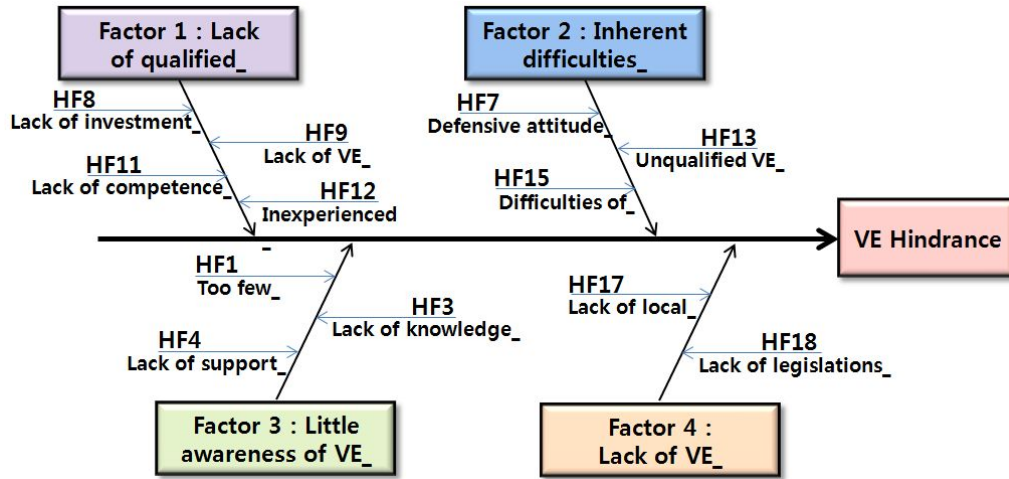 Factor 1 : Lack
of qualified_
Factor 2 : Inherent
difficulties_
HF8
Lack of investment_
HF9
Lack of VE_
HF11
Lack of competence_
HF12
Inexperienced
_
HF7
Defensive attitude_
HF13
Unqualified VE_
HF15
Difficulties of_
VE Hindrance
HF1
Too few_
HF3
Lack of knowledge_
HF4
Lack of support_
HF17
Lack of local_
HF18
Lack of legislations_
Factor 3 : Little
awareness of VE_
Factor 4 :
Lack of VE_